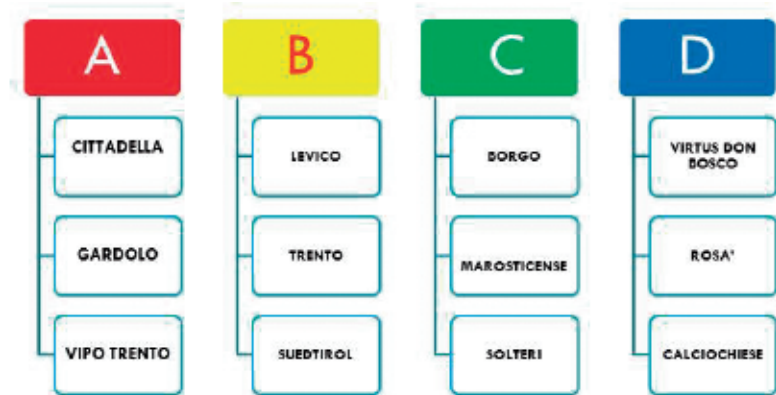 A
CITTADELLA
GARDOLO
VIPO TRENTO
B
LEVICO
TRENTO
SUEDTIROL
C
BORGO
MAROSTICENSE
SOLTERI
D
VIRTUS DON
BOSCO
ROSA'
CALCIOCHIESE